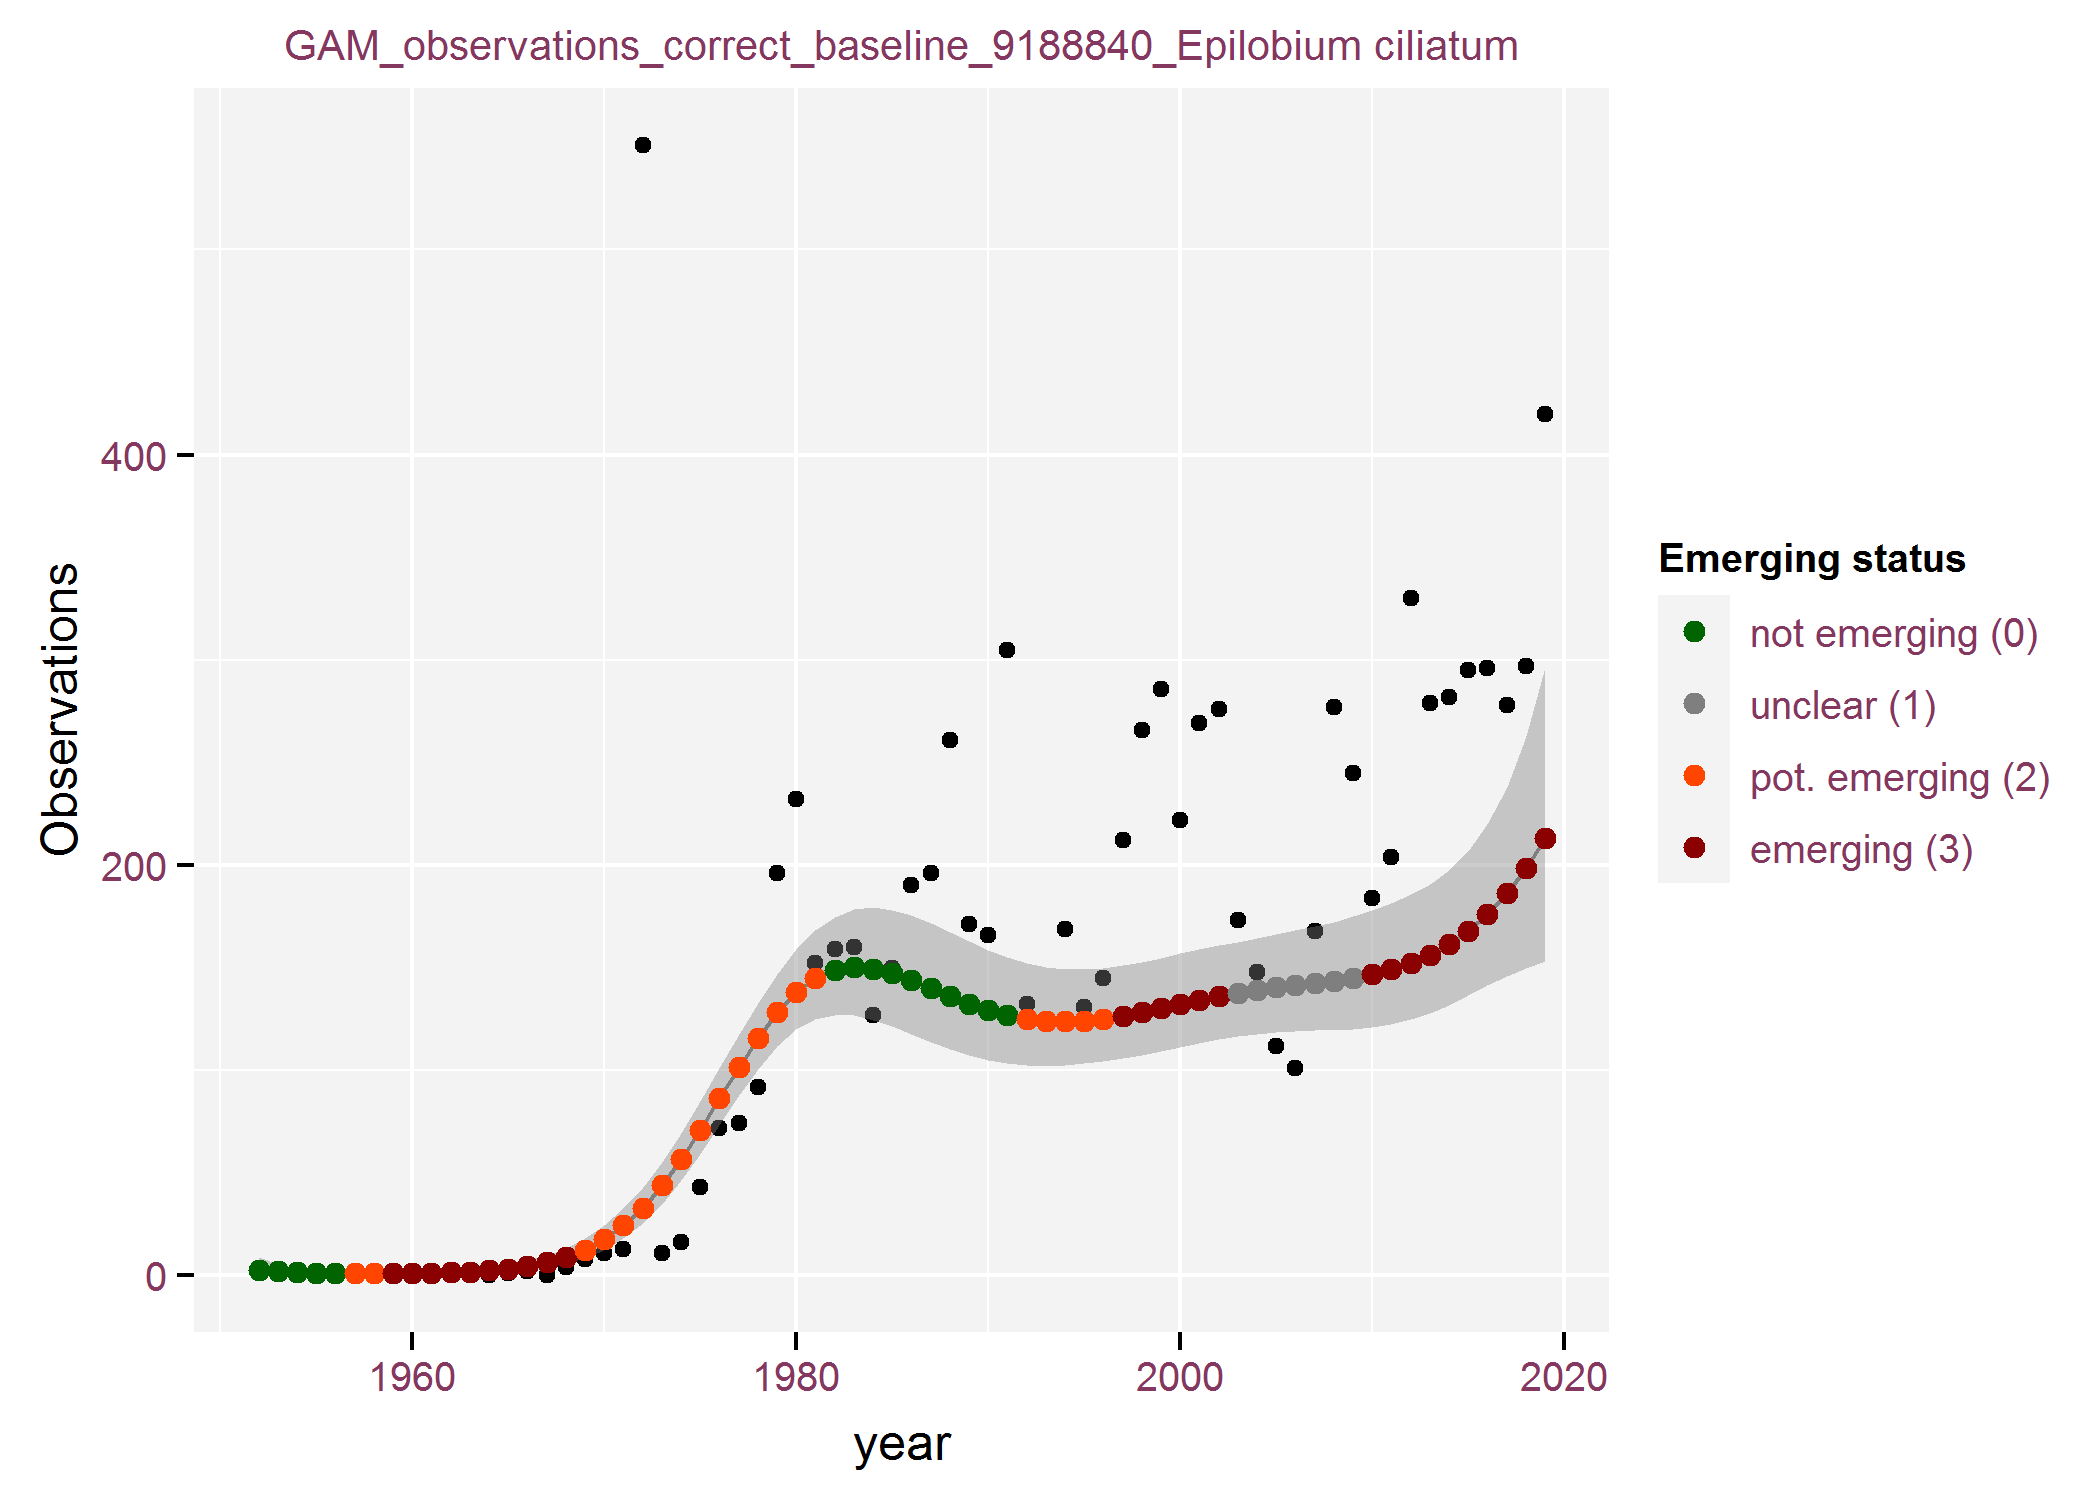 GAM_observations_correct_baseline_9188840_Epilobium ciliatum
Observations
400
200
0
1960
1980
2000
2020
year
Emerging status
not emerging (0)
unclear (1)
pot. emerging (2)
emerging (3)